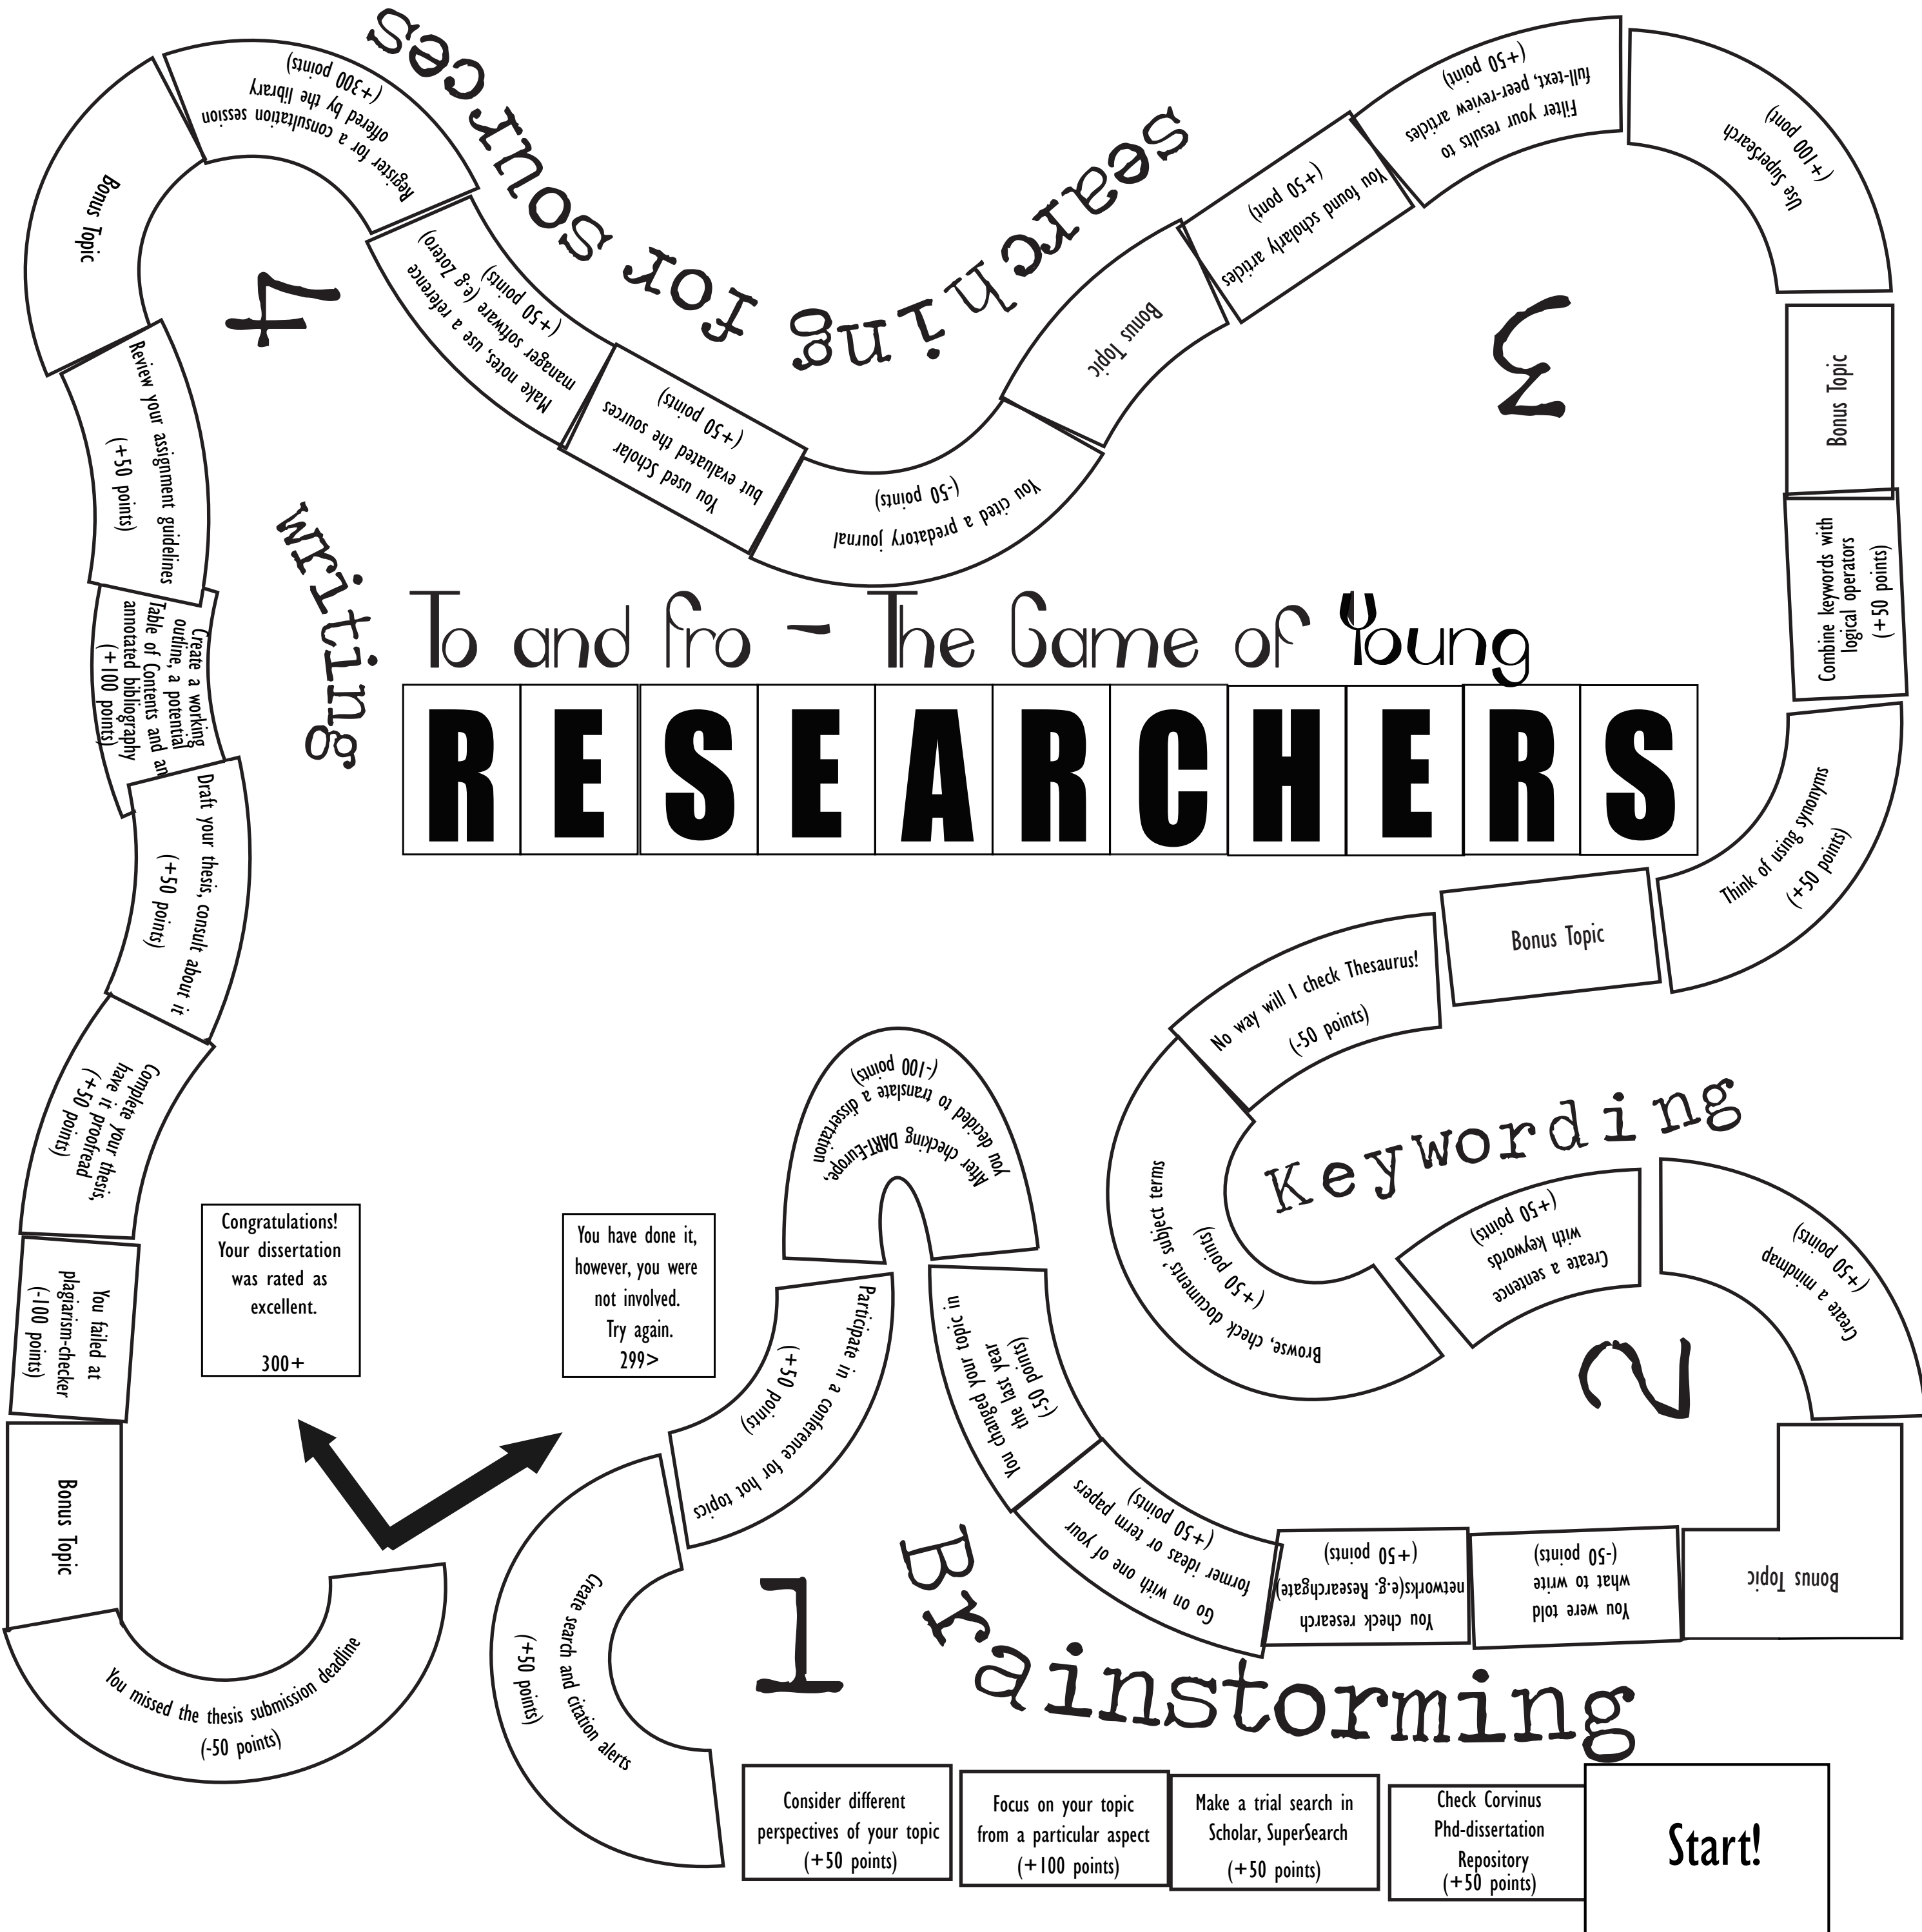 To and fro - The Game of Young
RESEARCHERS
Start!
Check Corvinus
Phd-dissertation
Repository
(+50 points)
Make a trial search in
Scholar, SuperSearch
(+50 points)
Focus on your topic
from a particular aspect
(+100 points)
Consider different
perspectives of your topic
(+50 points)
1
Brainstorming
Create search and citation alerts
(+50 points)
Participate in a conference for hot topics
(+50 points)
After checking DART-Europe,
you decided to translate a dissertation
(-100 points)
You changed your topic in
the last year
(-50 points)
Go on with one of your
former ideas or term papers
(+50 points)
You check research
networks(e.g. Researchgate)
(+50 points)
You were told
what to write
(-50 points)
Bonus Topic
2
Keywording
Create a mindmap
(+50 points)
Create a sentence
with keywords
(+50 points)
Browse, check documents' subject terms
(+50 points)
No way will I check Thesaurus!
(-50 points)
Bonus Topic
Think of using synonyms
(+50 points)
Combine keywords with
logical operators
(+50 points)
Bonus Topic
3
searching for sources
Use SuperSearch
(+100 pont)
Filter your results to
full-text, peer-review articles
(+50 point)
You found scholarly articles
(+50 pont)
Bonus Topic
You cited a predatory journal
(-50 points)
You used Scholar
but evaluated the sources
(+50 points)
Make notes, use a reference
manager software (e.g Zotero)
(+50 points)
Register for a consultation session
offered by the library
(+300 points)
Bonus Topic
4
writing
Review your assignment guidelines
(+50 points)
Create a working
outline, a potential
Table of Contents and an
annotated bibliography
(+100 points)
Draft your thesis, consult about it
(+50 points)
Complete your thesis,
have it proofread
(+50 points)
You failed at
plagiarism-checker
(-100 points)
Bonus Topic
You missed the thesis submission deadline
(-50 points)
Congratulations!
Your dissertation
was rated as
excellent.
300+
You have done it,
however, you were
not involved.
Try again.
299>